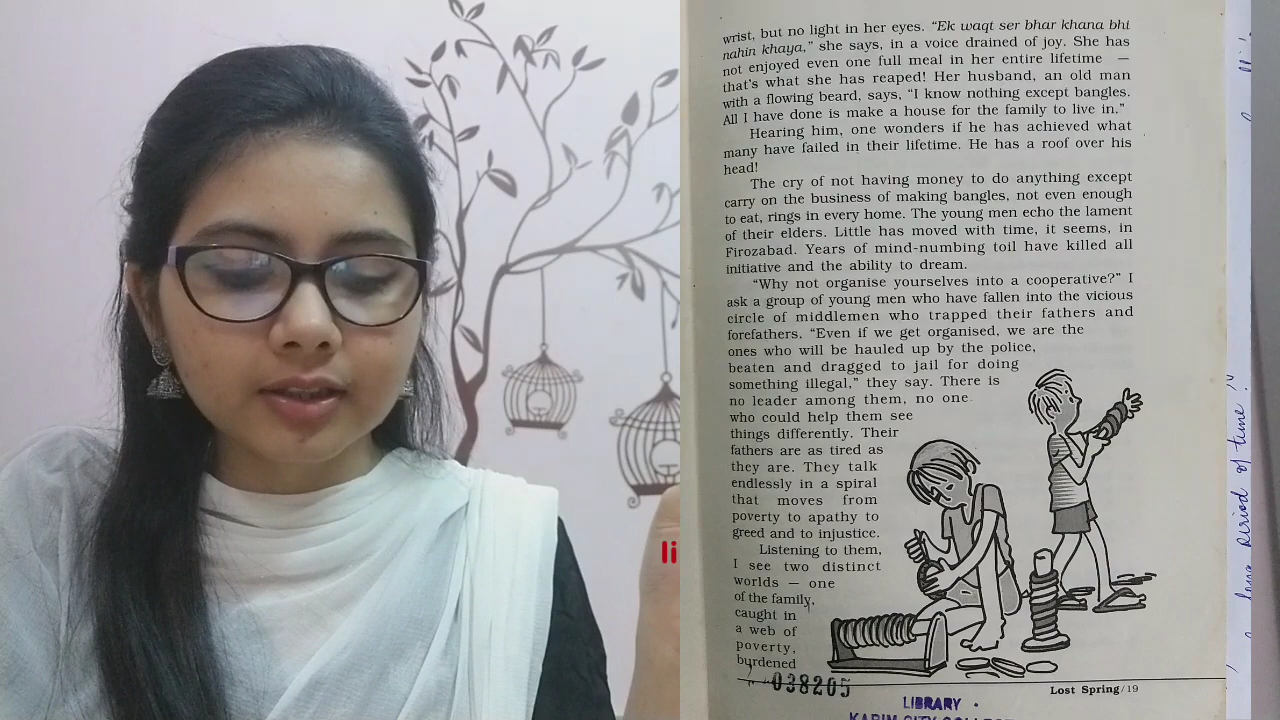 wrist, but no light in her eyes. “Ek waqt ser bhar khana bhi
nahin khaya,” she says, in a voice drained of joy. She has
not enjoyed even one full meal in her entire lifetime —
that’s what she has reaped! Her husband, an old man
with a flowing beard, says, “I know nothing except bangles.
All I have done is make a house for the family to live in.”
Hearing him, one wonders if he has achieved what
many have failed in their lifetime. He has a roof over his
head!
The cry of not having money to do anything except
carry on the business of making bangles, not even enough
to eat, rings in every home. The young men echo the lament
of their elders. Little has moved with time, it seems, in
Firozabad. Years of mind-numbing toil have killed all
initiative and the ability to dream.
“Why not organise yourselves into a cooperative?” I
ask a group of young men who have fallen into the vicious
circle of middlemen who trapped their fathers and
forefathers. “Even if we get organised, we are the
ones who will be hauled up by the police,
beaten and dragged to jail for doing
something illegal,” they say. There is
no leader among them, no one
who could help them see
things differently. Their
fathers are as tired as
they are. They talk
endlessly in a spiral
that moves from
poverty to apathy to
greed and to injustice.
Listening to them,
I see two distinct
worlds — one
of the family,
caught in
a web of
poverty,
burdened
038205
Lost Spring/19
LIBRARY
KARIM CITY COLLEGE
li
period of time